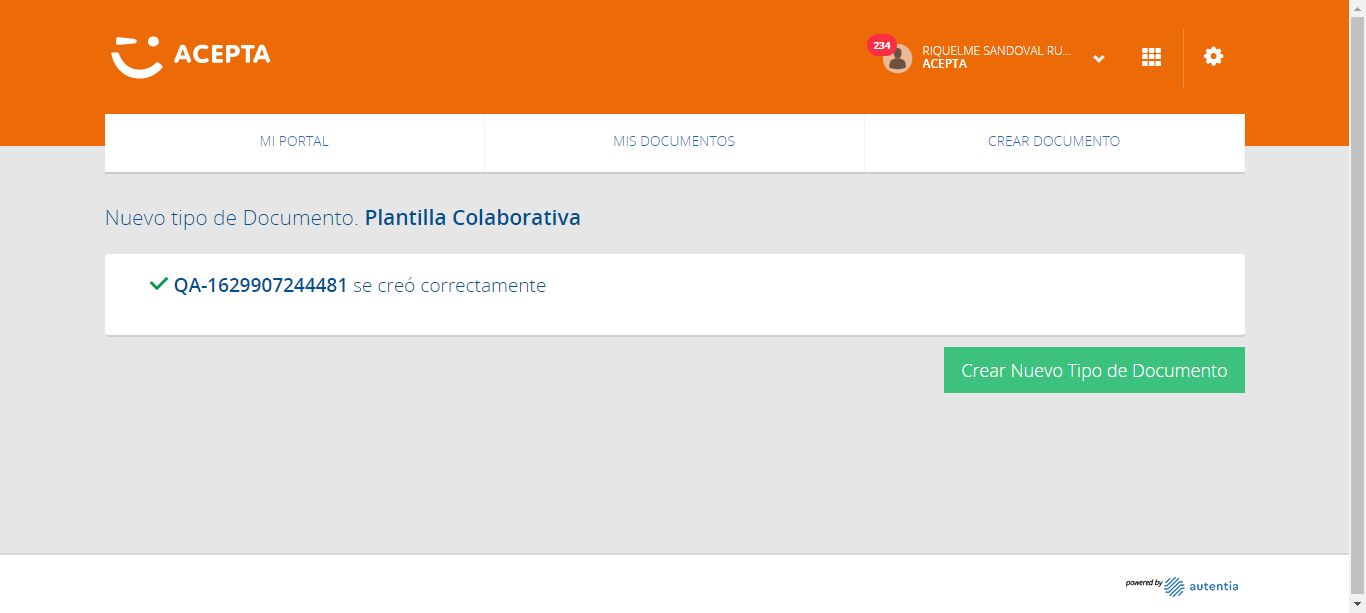 ACEPTA
234
RIQUELME SANDOVAL RU...
ACEPTA
MI PORTAL
MIS DOCUMENTOS
CREAR DOCUMENTO
Nuevo tipo de Documento. Plantilla Colaborativa
QA-1629907244481 se creó correctamente
Crear Nuevo Tipo de Documento
powered by autentia